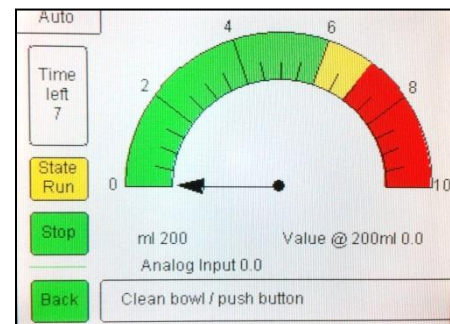 Auto
Time
left
7
State
Run
Stop
Back
0
2
4
6
8
10
ml 200
Value @ 200ml 0.0
Analog Input 0.0
Clean bowl / push button